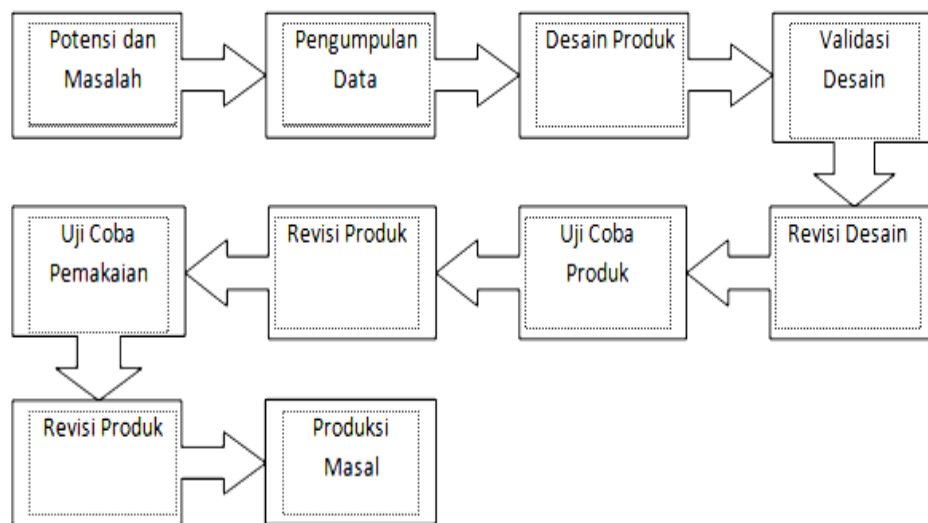 Potensi dan
Masalah
Pengumpulan
Data
Desain Produk
Validasi
Desain
Revisi Desain
Uji Coba
Produk
Revisi Produk
Uji Coba
Pemakaian
Revisi Produk
Produksi
Masal